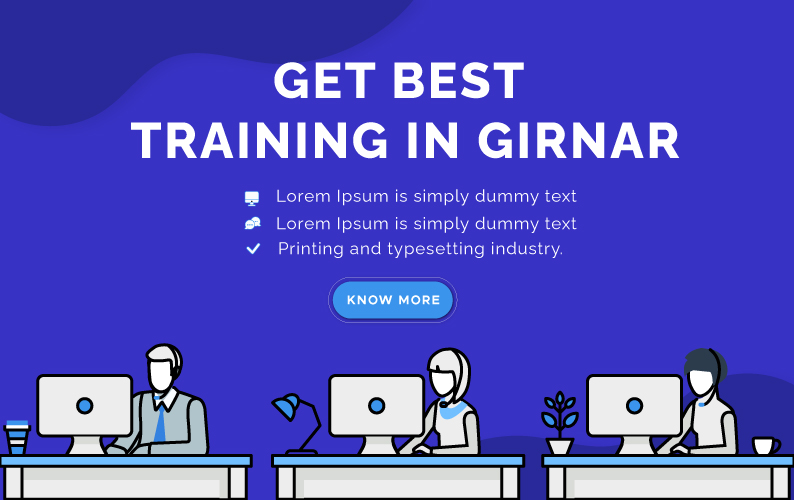 GET BEST
TRAINING IN GIRNAR
Lorem Ipsum is simply dummy text
Lorem Ipsum is simply dummy text
Printing and typesetting industry.
KNOW MORE